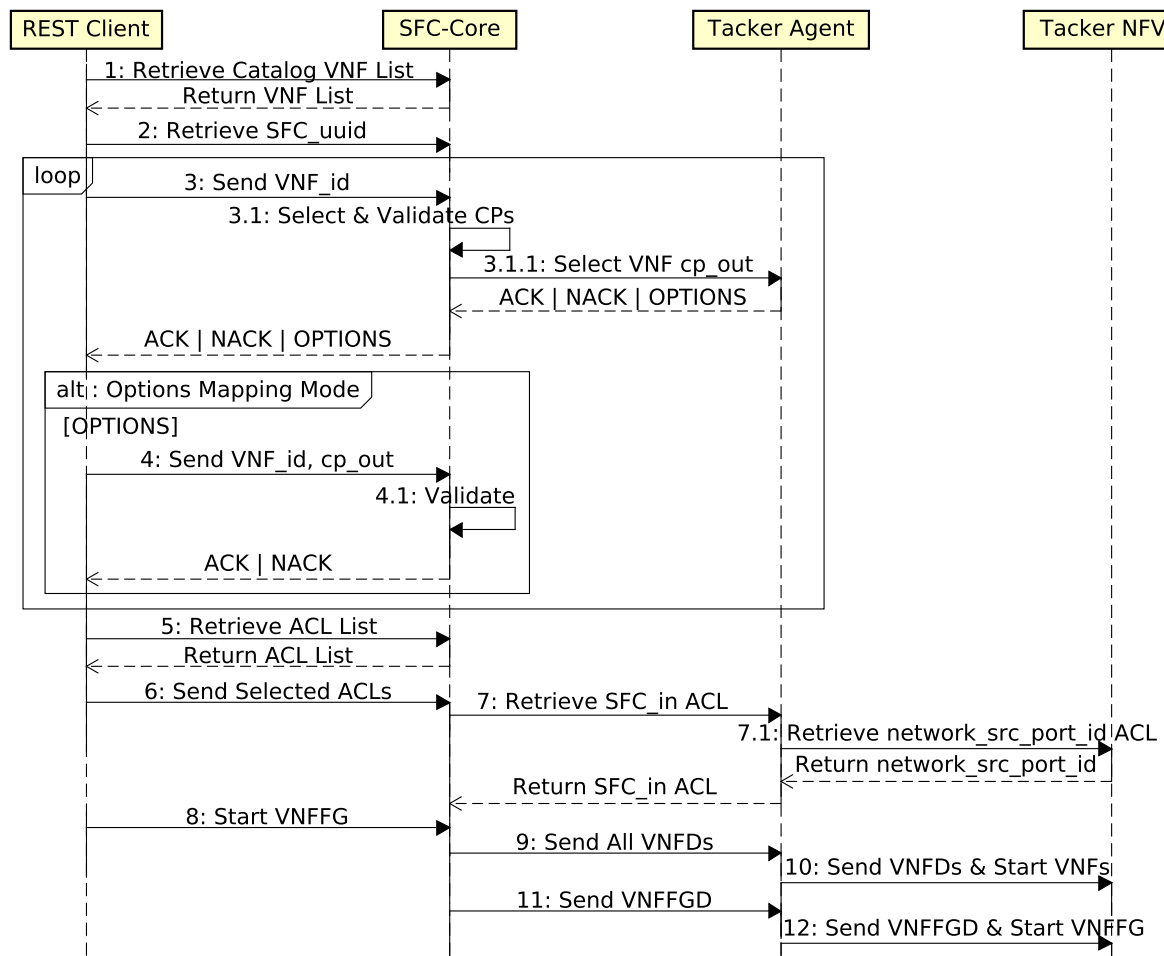 REST Client
SFC-Core
Tacker Agent
Tacker NFV
1: Retrieve Catalog VNF List
Return VNF List
2: Retrieve SFC_uuid
loop
3: Send VNF_id
3.1: Select & Validate CPs
3.1.1: Select VNF cp_out
ACK | NACK | OPTIONS
ACK | NACK | OPTIONS
alt : Options Mapping Mode
[OPTIONS]
4: Send VNF_id, cp_out
4.1: Validate
ACK | NACK
5: Retrieve ACL List
Return ACL List
6: Send Selected ACLs
7: Retrieve SFC_in ACL
7.1: Retrieve network_src_port_id ACL
Return network_src_port_id
Return SFC_in ACL
8: Start VNFFG
9: Send All VNFDs
10: Send VNFDs & Start VNFs
11: Send VNFFGD
12: Send VNFFGD & Start VNFFG